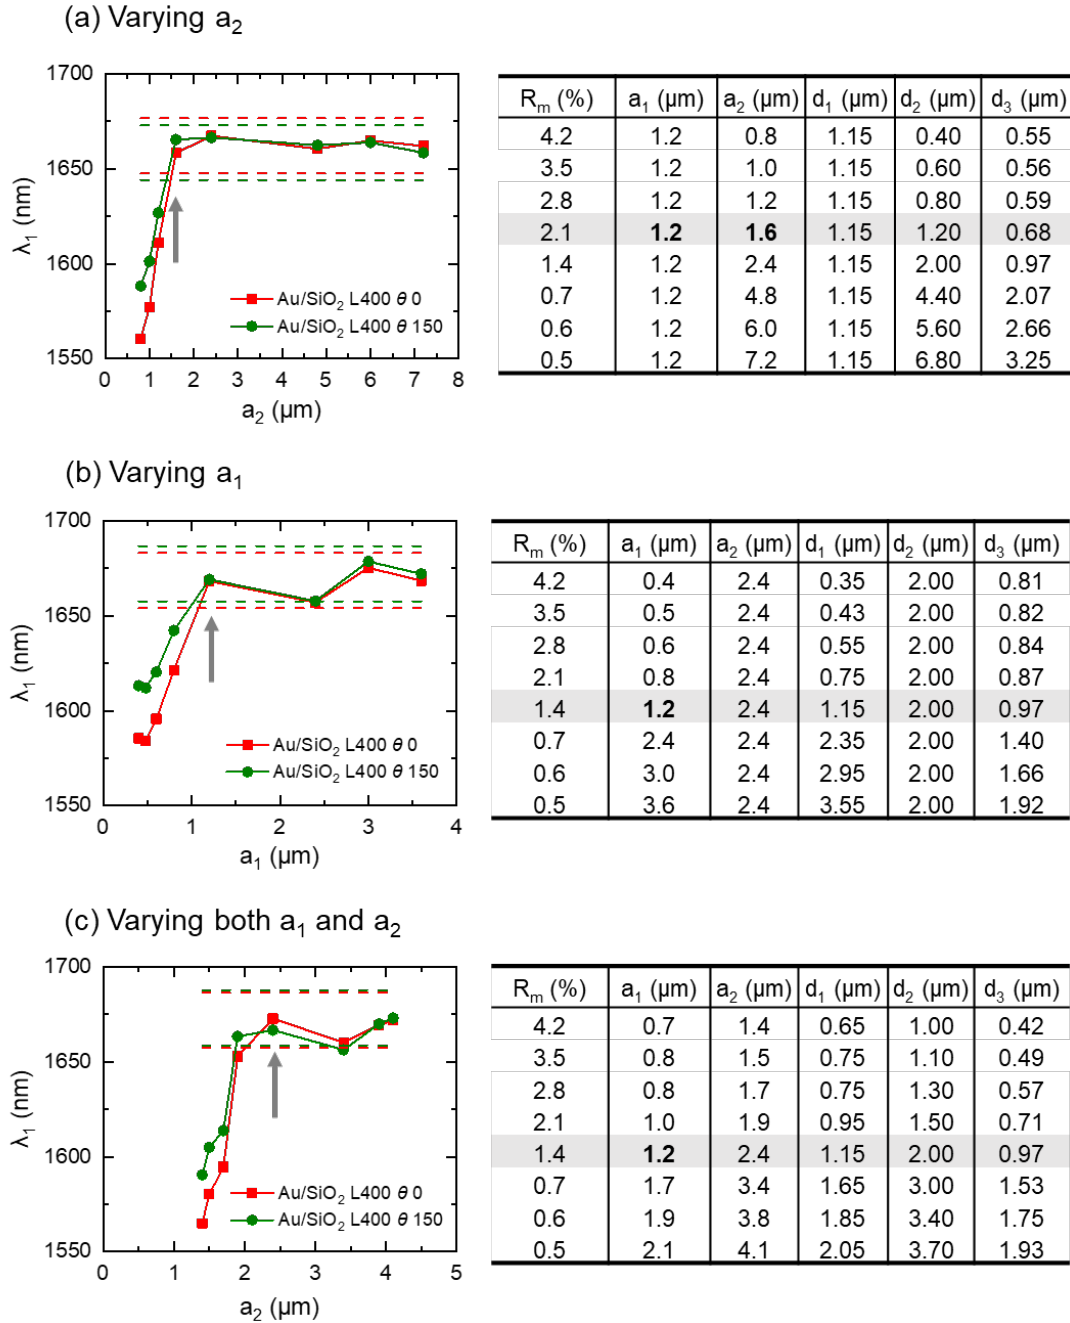 (a) Varying a₂
1700
1650
1600
1550
λ₁ (nm)
Au/SiO₂ L400 θ 0
Au/SiO₂ L400 θ 150
0 1 2 3 4 5 6 7 8
a₂ (μm)
Rₘ (%) a₁ (μm) a₂ (μm) d₁ (μm) d₂ (μm) d₃ (μm)
4.2 1.2 0.8 1.15 0.40 0.55
3.5 1.2 1.0 1.15 0.60 0.56
2.8 1.2 1.2 1.15 0.80 0.59
2.1 1.2 1.6 1.15 1.20 0.68
1.4 1.2 2.4 1.15 2.00 0.97
0.7 1.2 4.8 1.15 4.40 2.07
0.6 1.2 6.0 1.15 5.60 2.66
0.5 1.2 7.2 1.15 6.80 3.25
(b) Varying a₁
1700
1650
1600
1550
λ₁ (nm)
Au/SiO₂ L400 θ 0
Au/SiO₂ L400 θ 150
0 1 2 3 4
a₁ (μm)
Rₘ (%) a₁ (μm) a₂ (μm) d₁ (μm) d₂ (μm) d₃ (μm)
4.2 0.4 2.4 0.35 2.00 0.81
3.5 0.5 2.4 0.43 2.00 0.82
2.8 0.6 2.4 0.55 2.00 0.84
2.1 0.8 2.4 0.75 2.00 0.87
1.4 1.2 2.4 1.15 2.00 0.97
0.7 2.4 2.4 2.35 2.00 1.40
0.6 3.0 2.4 2.95 2.00 1.66
0.5 3.6 2.4 3.55 2.00 1.92
(c) Varying both a₁ and a₂
1700
1650
1600
1550
λ₁ (nm)
Au/SiO₂ L400 θ 0
Au/SiO₂ L400 θ 150
0 1 2 3 4 5
a₂ (μm)
Rₘ (%) a₁ (μm) a₂ (μm) d₁ (μm) d₂ (μm) d₃ (μm)
4.2 0.7 1.4 0.65 1.00 0.42
3.5 0.8 1.5 0.75 1.10 0.49
2.8 0.8 1.7 0.75 1.30 0.57
2.1 1.0 1.9 0.95 1.50 0.71
1.4 1.2 2.4 1.15 2.00 0.97
0.7 1.7 3.4 1.65 3.00 1.53
0.6 1.9 3.8 1.85 3.40 1.75
0.5 2.1 4.1 2.05 3.70 1.93